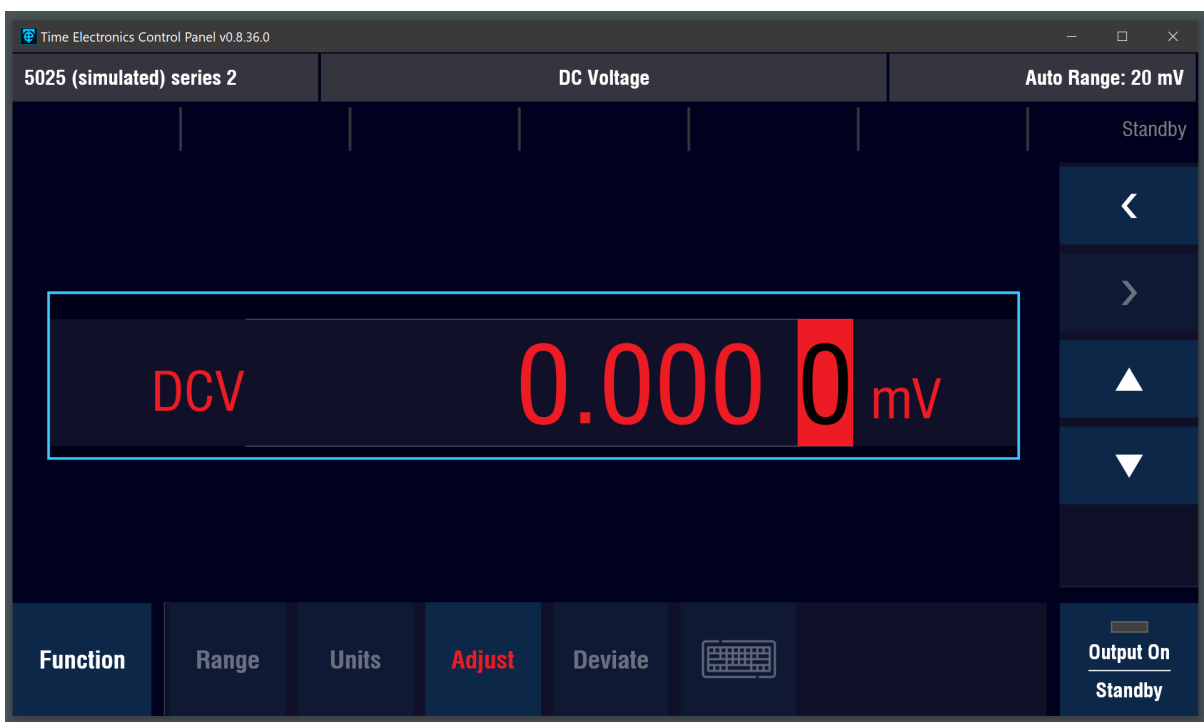 Time Electronics Control Panel v0.8.36.0
5025 (simulated) series 2 DC Voltage Auto Range: 20 mV
Standby
DCV 0.000 0 mV
Function Range Units Adjust Deviate Output On
Standby